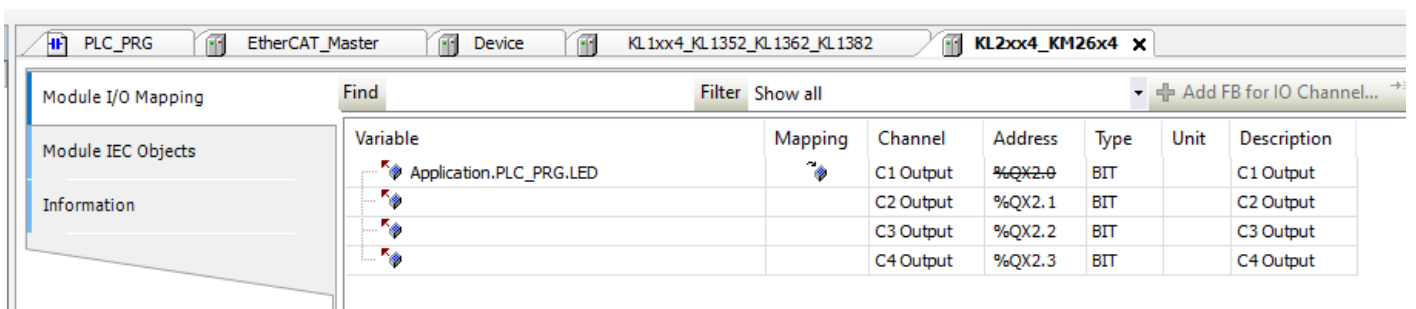 PLC_PRG EtherCAT_Master Device KL1xx4_KL1352_KL1362_KL1382 KL2xx4_KM26x4
Module I/O Mapping
Module IEC Objects
Information
Find Filter Show all Add FB for IO Channel...
Variable Mapping Channel Address Type Unit Description
Application.PLC_PRG.LED C1 Output %QX2.0 BIT C1 Output
C2 Output %QX2.1 BIT C2 Output
C3 Output %QX2.2 BIT C3 Output
C4 Output %QX2.3 BIT C4 Output